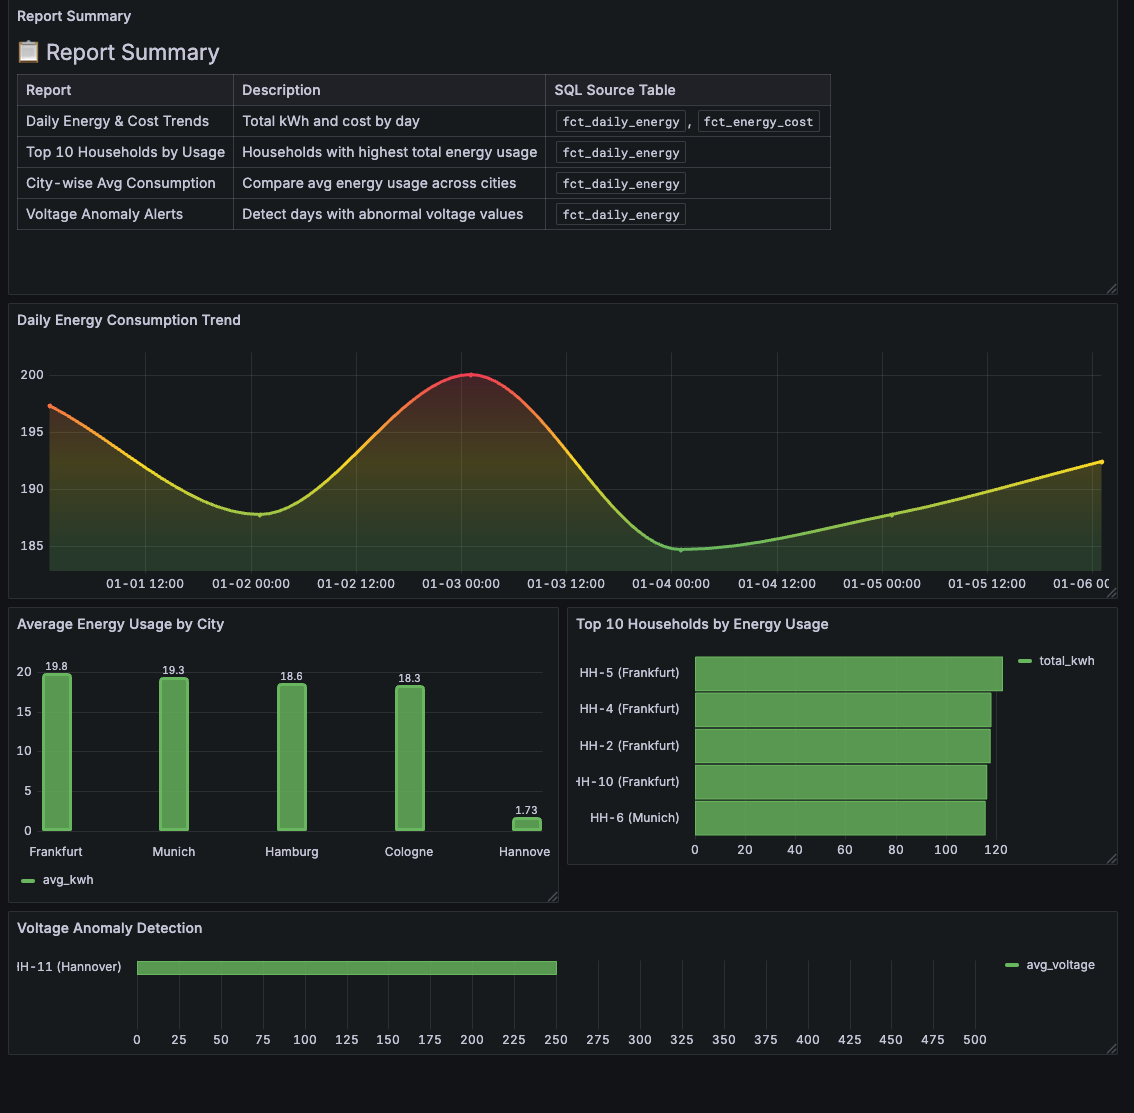 Report Summary
📋 Report Summary
Report Description SQL Source Table
Daily Energy & Cost Trends Total kWh and cost by day fct_daily_energy, fct_energy_cost
Top 10 Households by Usage Households with highest total energy usage fct_daily_energy
City-wise Avg Consumption Compare avg energy usage across cities fct_daily_energy
Voltage Anomaly Alerts Detect days with abnormal voltage values fct_daily_energy
Daily Energy Consumption Trend
200
195
190
185
01-01 12:00 01-02 00:00 01-02 12:00 01-03 00:00 01-03 12:00 01-04 00:00 01-04 12:00 01-05 00:00 01-05 12:00 01-06 00
Average Energy Usage by City
20
15
10
5
0
19.8 19.3 18.6 18.3 1.73
Frankfurt Munich Hamburg Cologne Hannove
avg_kwh
Top 10 Households by Energy Usage
HH-5 (Frankfurt)
HH-4 (Frankfurt)
HH-2 (Frankfurt)
HH-10 (Frankfurt)
HH-6 (Munich)
0 20 40 60 80 100 120
total_kwh
Voltage Anomaly Detection
IH-11 (Hannover)
0 25 50 75 100 125 150 175 200 225 250 275 300 325 350 375 400 425 450 475 500
avg_voltage